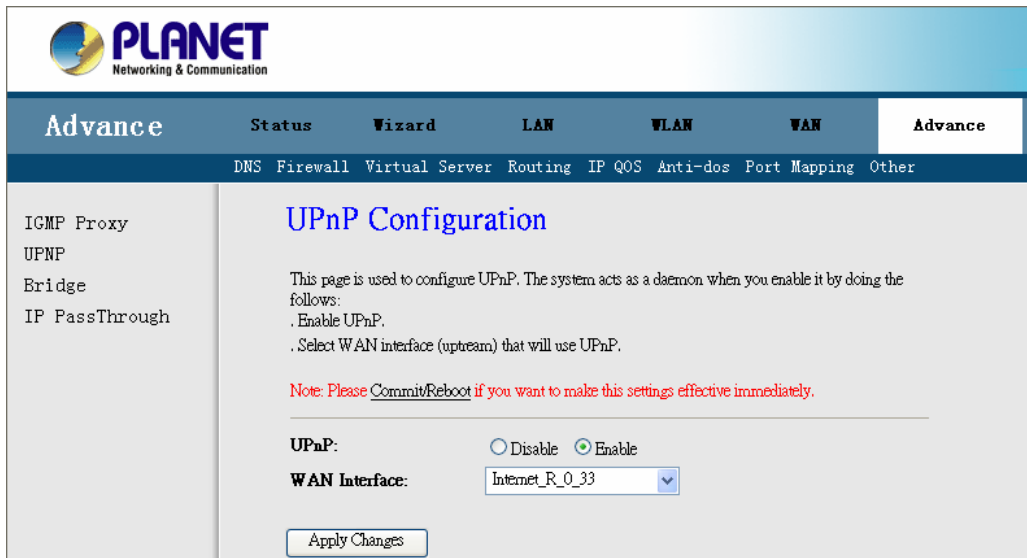 PLANET
Networking & Communication
Advance
Status Wizard LAN WLAN WAN Advance
DNS Firewall Virtual Server Routing IP QOS Anti-dos Port Mapping Other
IGMP Proxy
UPNP
Bridge
IP PassThrough
UPnP Configuration
This page is used to configure UPnP. The system acts as a daemon when you enable it by doing the
follows:
. Enable UPnP.
. Select WAN interface (uptream) that will use UPnP.
Note: Please Commit/Reboot if you want to make this settings effective immediately.
UPnP: Disable Enable
WAN Interface: Internet_R_0_33
Apply Changes